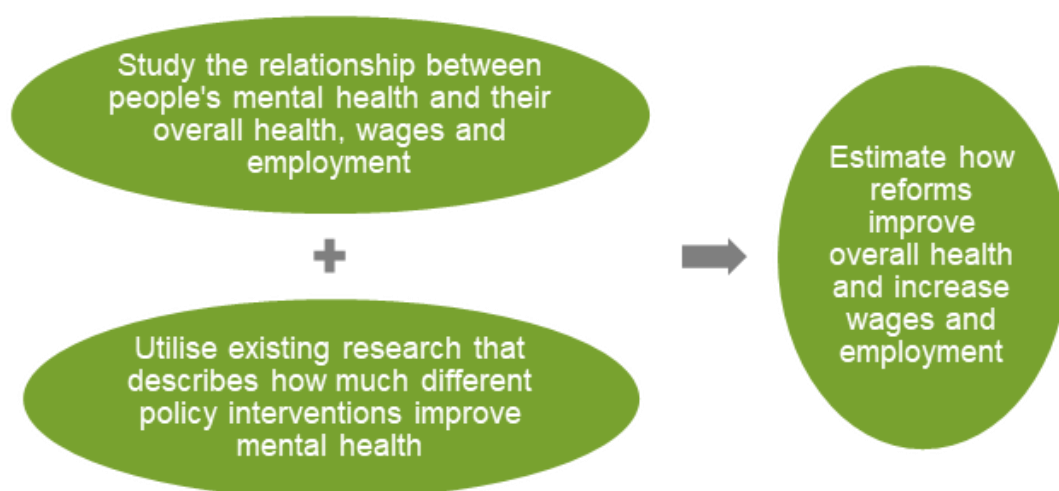 Study the relationship between
people's mental health and their
overall health, wages and
employment
+
Utilise existing research that
describes how much different
policy interventions improve
mental health
Estimate how
reforms
improve
overall health
and increase
wages and
employment